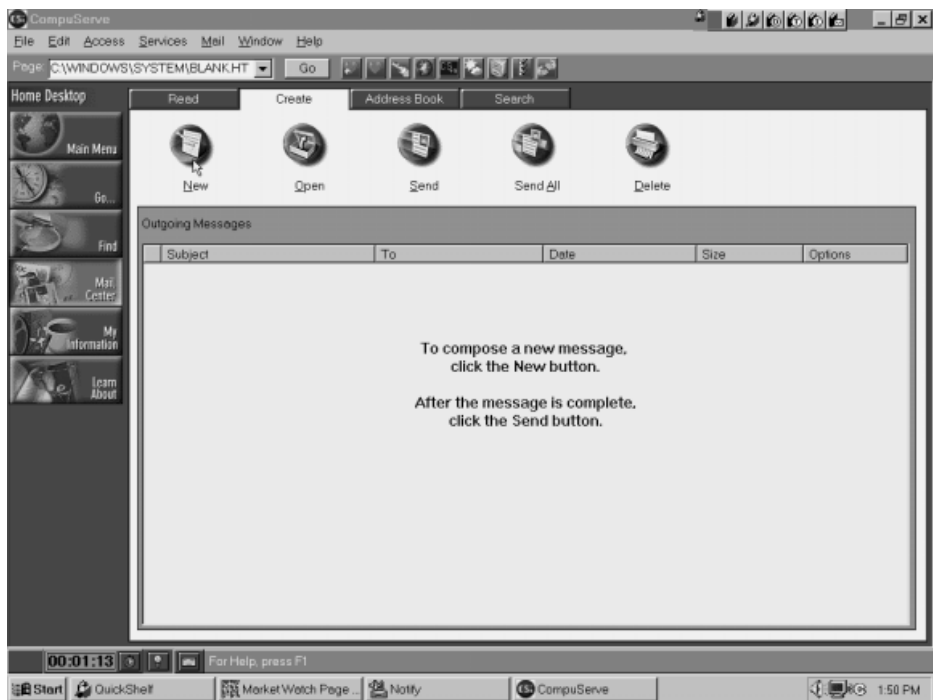 CompuServe
File Edit Access Services Mail Window Help
Page: C:\WINDOWS\SYSTEM\BLANK.HT Go
Home Desktop
Main Menu
Go...
Find
Mail Center
My Information
Learn About
Read Create Address Book Search
New Open Send Send All Delete
Outgoing Messages
Subject To Date Size Options
To compose a new message,
click the New button.
After the message is complete,
click the Send button.
00:01:13 For Help, press F1
Start QuickShelf Market Watch Page ... Notify CompuServe 1:50 PM